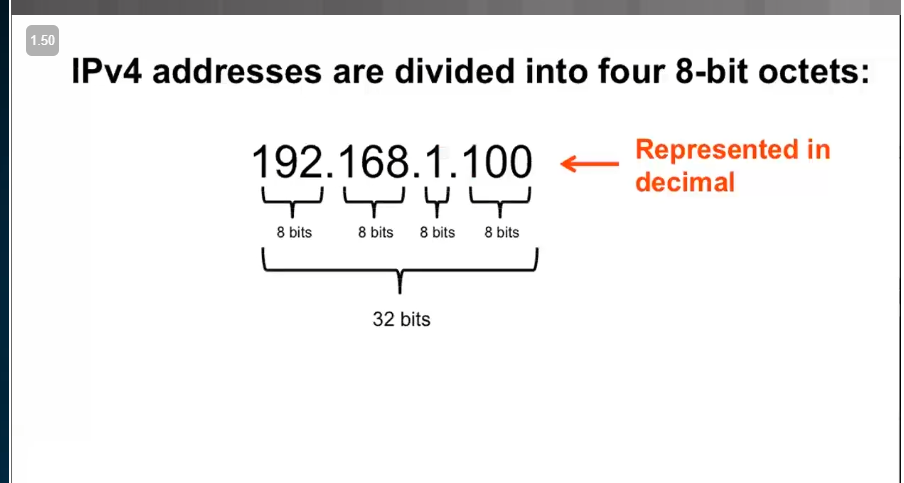 1.50
IPv4 addresses are divided into four 8-bit octets:
192.168.1.100
Represented in
decimal
8 bits 8 bits 8 bits 8 bits
32 bits